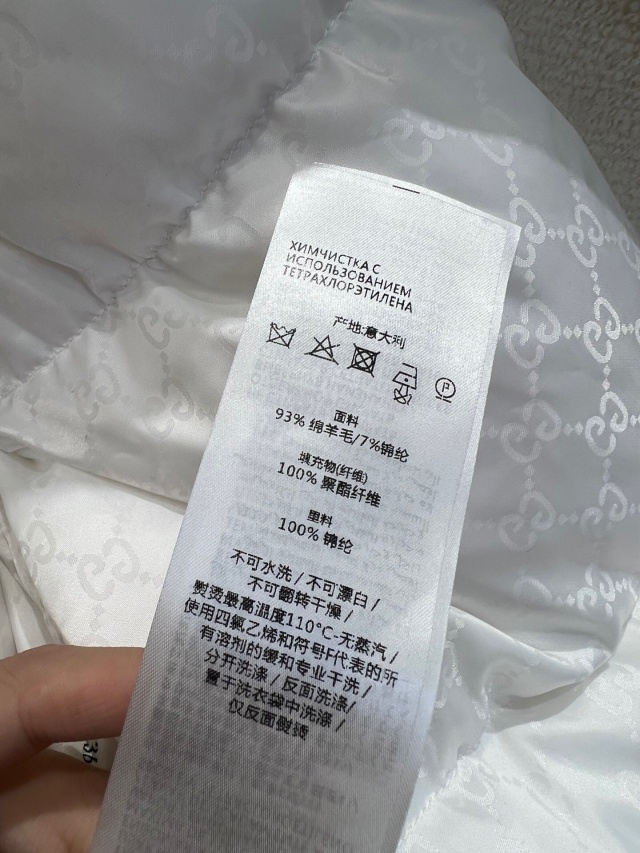 ХИМЧИСТКА С
ИСПОЛЬЗОВАНИЕМ
ТЕТРАХЛОРЭТИЛЕНА
产地:意大利
P
面料
93% 绵羊毛/7%锦纶
填充物(纤维)
100% 聚酯纤维
里料
100% 锦纶
不可水洗 / 不可漂白 /
不可翻转干燥 /
熨烫最高温度110°C-无蒸汽 /
使用四氯乙烯和符号F代表的所
有溶剂的缓和专业干洗 /
分开洗涤 / 反面洗涤/
置于洗衣袋中洗涤 /
仅反面熨烫
36